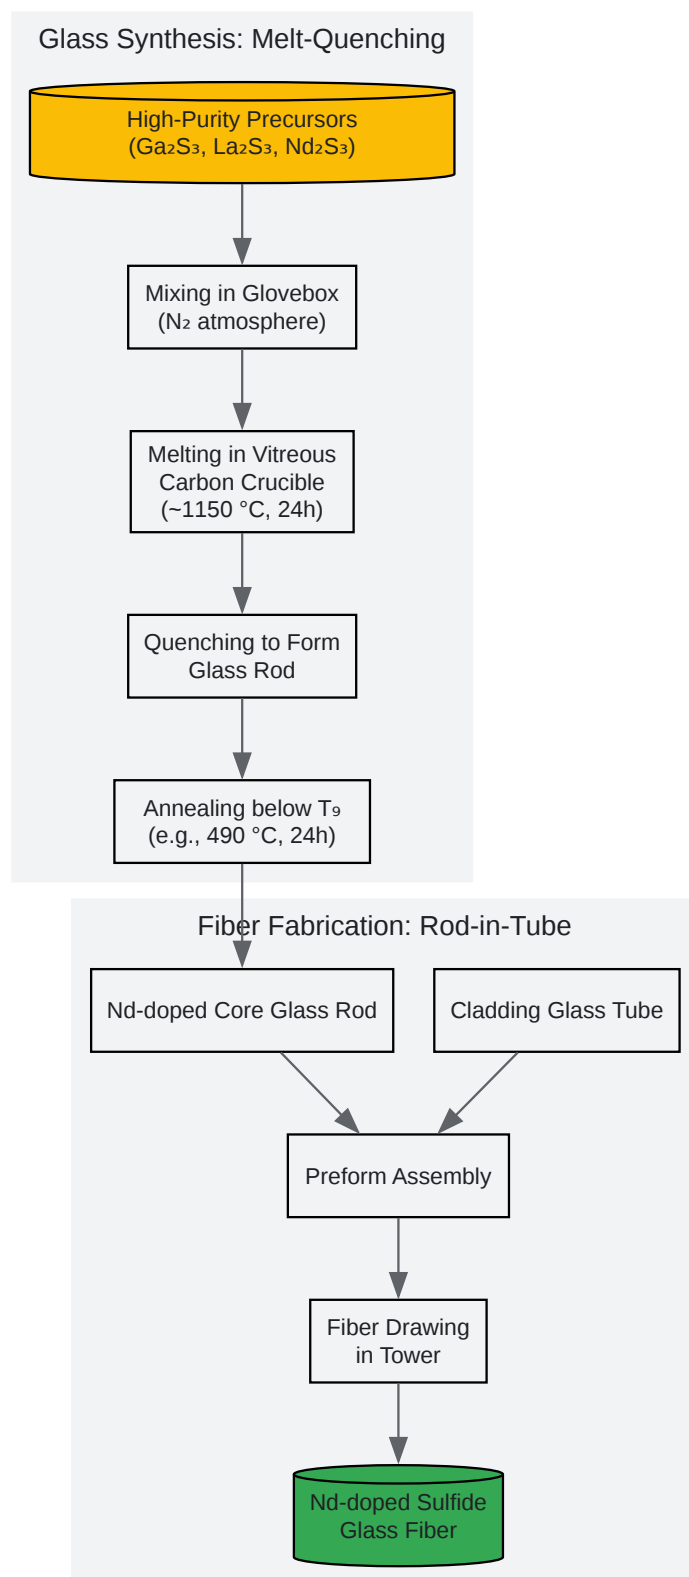 Glass Synthesis: Melt-Quenching
High-Purity Precursors
(Ga₂S₃, La₂S₃, Nd₂S₃)
Mixing in Glovebox
(N₂ atmosphere)
Melting in Vitreous
Carbon Crucible
(~1150 °C, 24h)
Quenching to Form
Glass Rod
Annealing below T₉
(e.g., 490 °C, 24h)
Fiber Fabrication: Rod-in-Tube
Nd-doped Core Glass Rod
Cladding Glass Tube
Preform Assembly
Fiber Drawing
in Tower
Nd-doped Sulfide
Glass Fiber